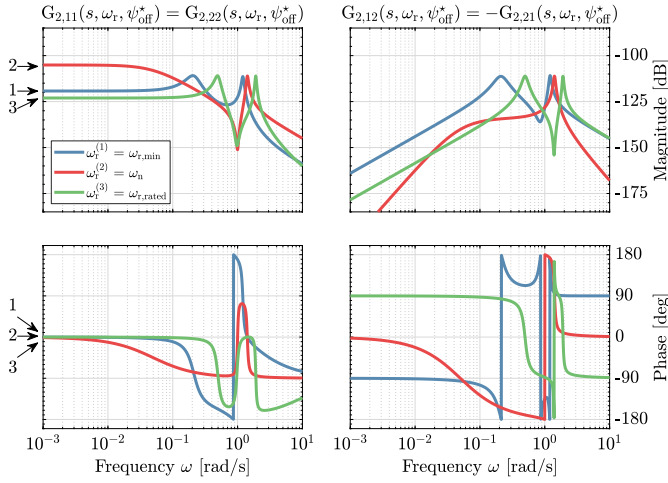 G₂,₁₁(s, ωᵣ, ψ⋆off) = G₂,₂₂(s, ωᵣ, ψ⋆off)
G₂,₁₂(s, ωᵣ, ψ⋆off) = −G₂,₂₁(s, ωᵣ, ψ⋆off)
2
1
3
ωᵣ⁽¹⁾ = ωr,min
ωᵣ⁽²⁾ = ωₙ
ωᵣ⁽³⁾ = ωr,rated
-100
-125
-150
-175
Magnitude [dB]
1
2
3
180
90
0
-90
-180
Phase [deg]
10⁻³ 10⁻² 10⁻¹ 10⁰ 10¹
10⁻³ 10⁻² 10⁻¹ 10⁰ 10¹
Frequency ω [rad/s]
Frequency ω [rad/s]